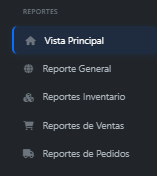 REPORTES
Vista Principal
Reporte General
Reportes Inventario
Reportes de Ventas
Reportes de Pedidos